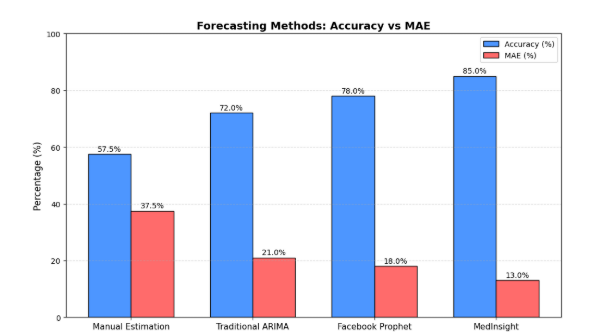 Forecasting Methods: Accuracy vs MAE
Accuracy (%)
MAE (%)
Percentage (%)
100
80
60
40
20
0
57.5%
37.5%
72.0%
21.0%
78.0%
18.0%
85.0%
13.0%
Manual Estimation
Traditional ARIMA
Facebook Prophet
MedInsight